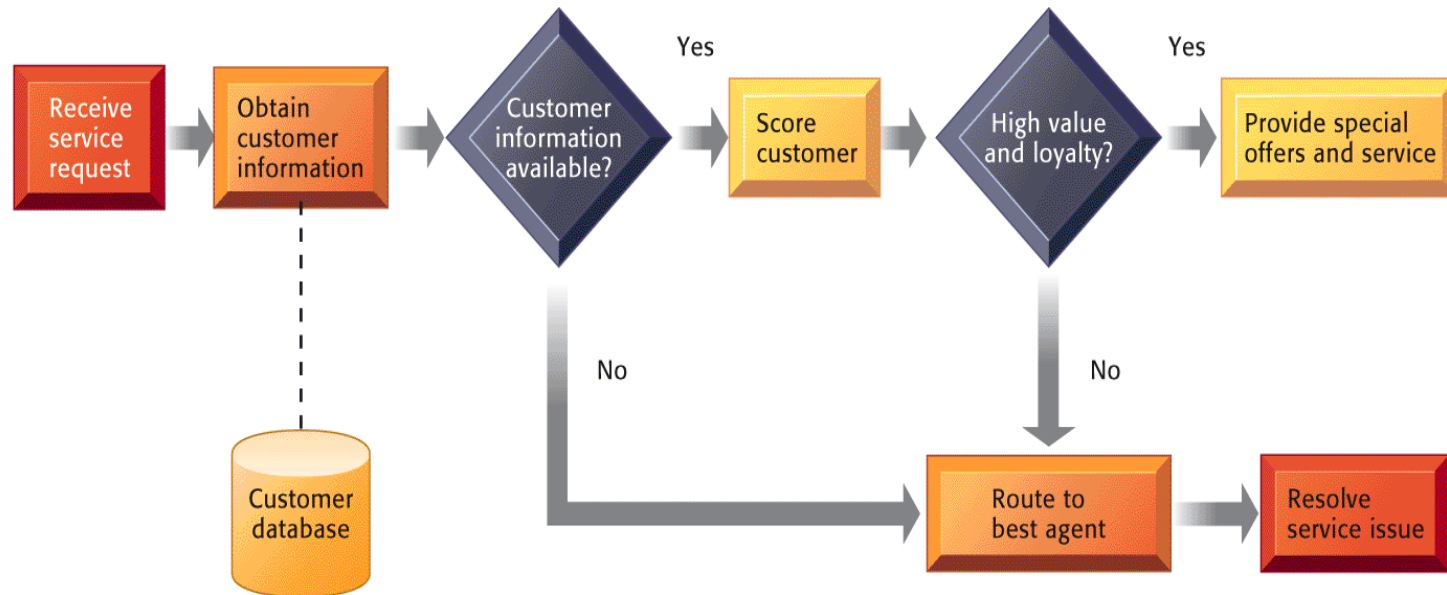 Receive
service
request
Obtain
customer
information
Customer
information
available?
Yes
Score
customer
High value
and loyalty?
Yes
Provide special
offers and service
No
No
Customer
database
Route to
best agent
Resolve
service issue